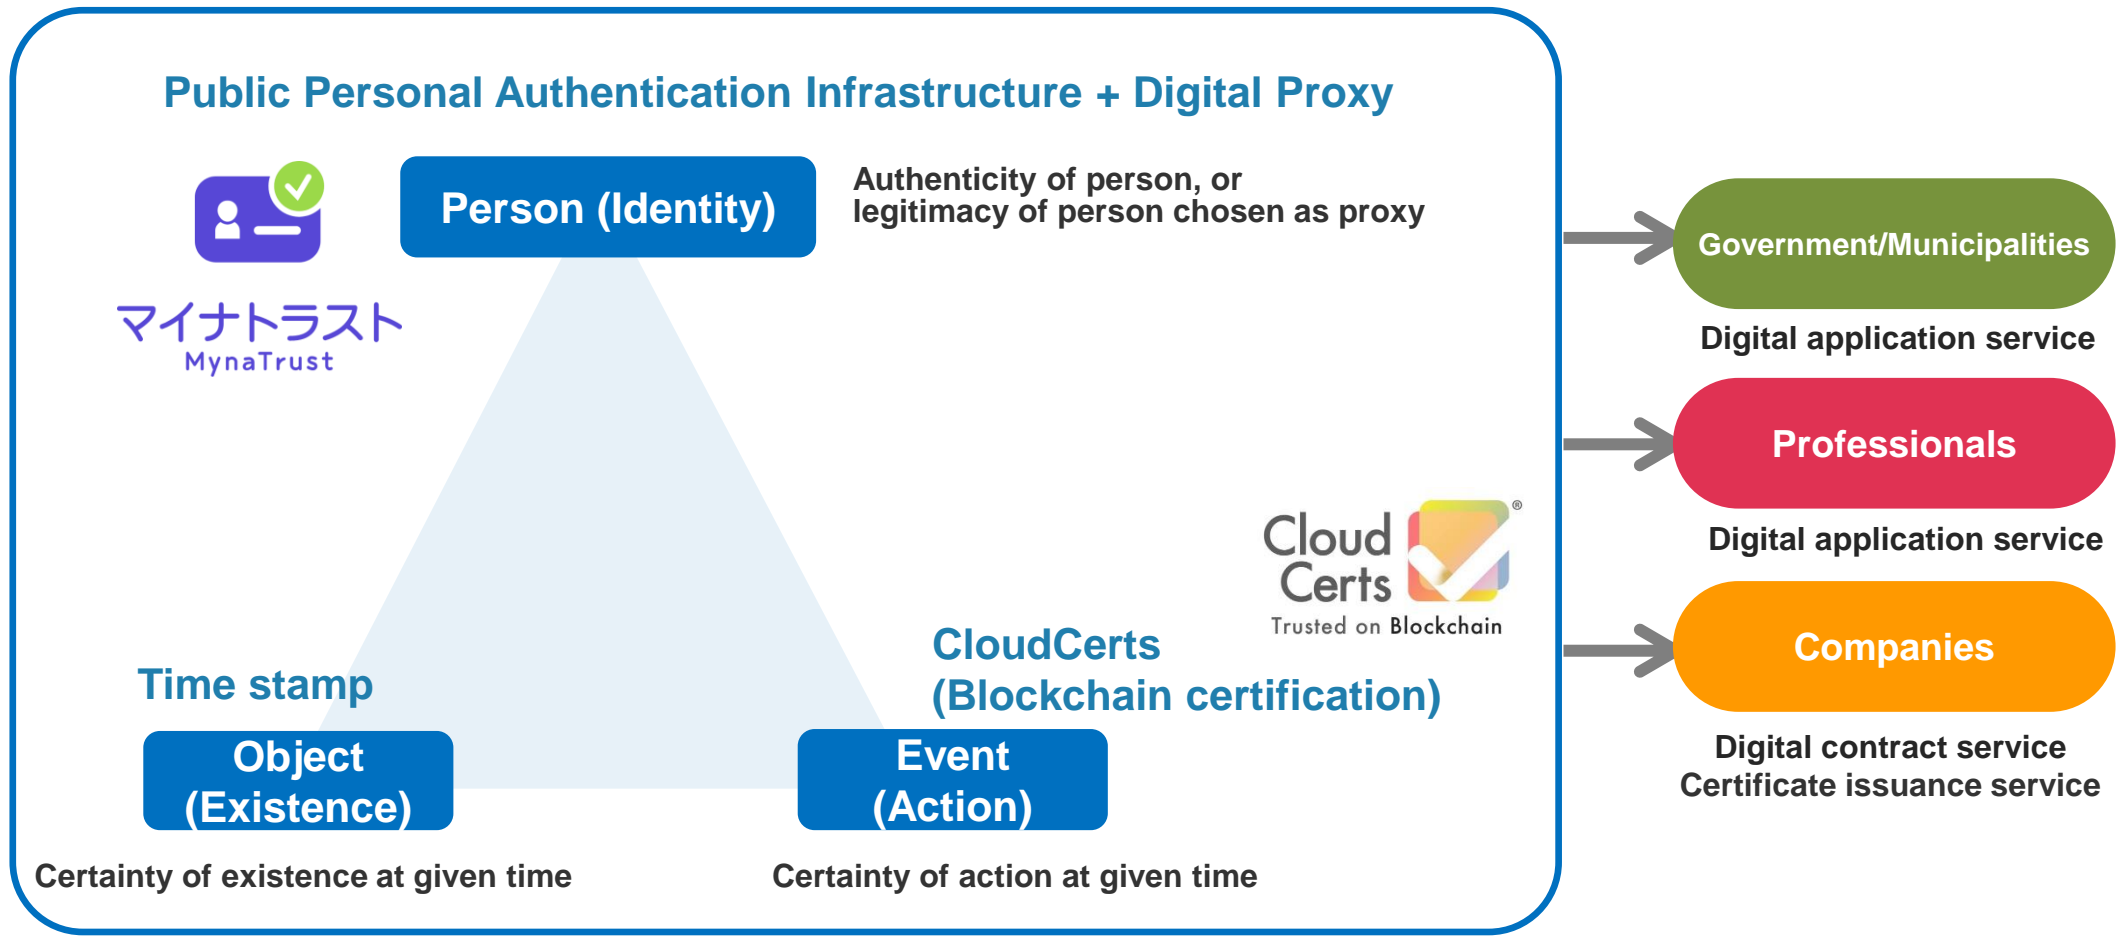 Public Personal Authentication Infrastructure + Digital Proxy
Person (Identity)
Authenticity of person, or
legitimacy of person chosen as proxy
マイナトラスト
MynaTrust
Time stamp
Object
(Existence)
Certainty of existence at given time
Cloud
Certs
®
Trusted on Blockchain
CloudCerts
(Blockchain certification)
Event
(Action)
Certainty of action at given time
Government/Municipalities
Digital application service
Professionals
Digital application service
Companies
Digital contract service
Certificate issuance service